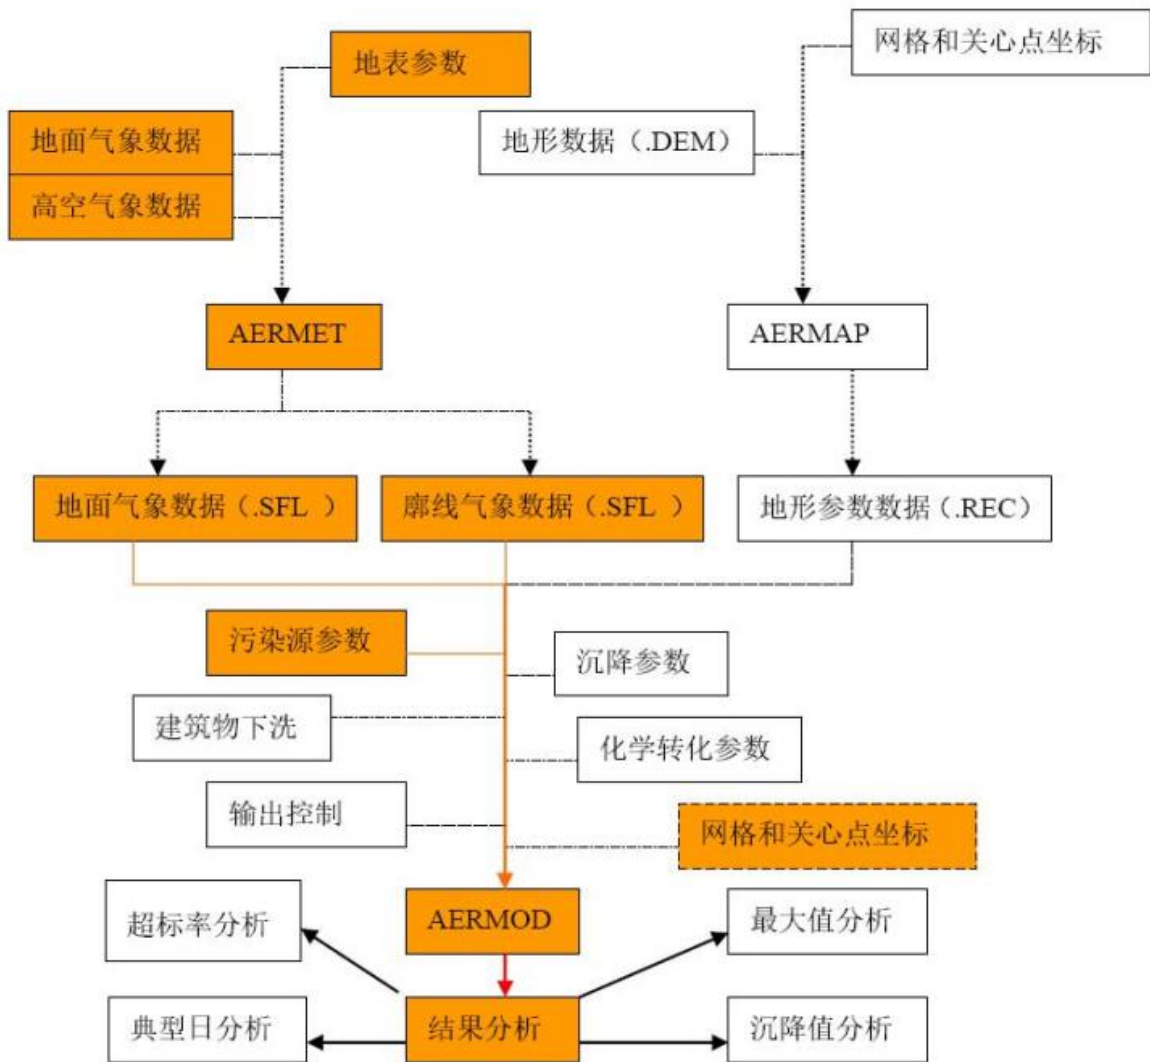 地表参数
网格和关心点坐标
地面气象数据
地形数据（.DEM）
高空气象数据
AERMET
AERMAP
地面气象数据（.SFL ）
廓线气象数据（.SFL ）
地形参数数据（.REC）
污染源参数
沉降参数
建筑物下洗
化学转化参数
输出控制
网格和关心点坐标
超标率分析
AERMOD
最大值分析
典型日分析
结果分析
沉降值分析